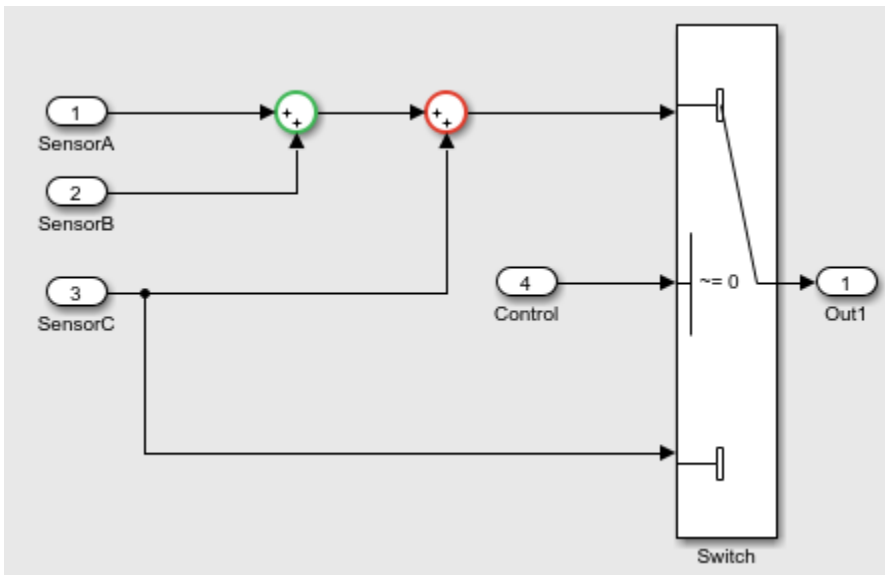 1
SensorA
2
SensorB
3
SensorC
+
+
+
+
4
Control
~= 0
1
Out1
Switch